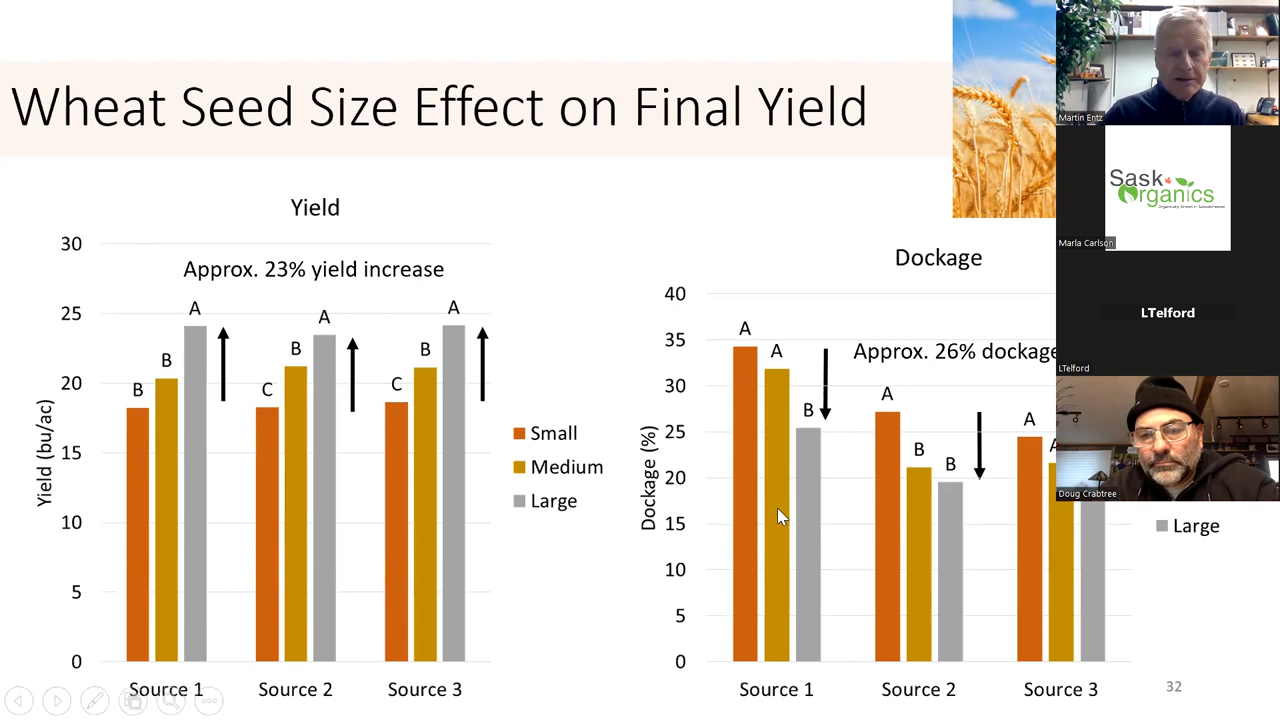 Wheat Seed Size Effect on Final Yield
Yield
Approx. 23% yield increase
30
25
20
15
10
5
0
Yield (bu/ac)
B
B
A
C
B
A
C
B
A
Source 1
Source 2
Source 3
Small
Medium
Large
Dockage
Approx. 26% dockage
40
35
30
25
20
15
10
5
0
Dockage (%)
A
A
B
A
B
B
A
A
Source 1
Source 2
Source 3
Large
32
Martin Entz
Sask
Organics
Marla Carlson
LTelford
LTelford
Doug Crabtree